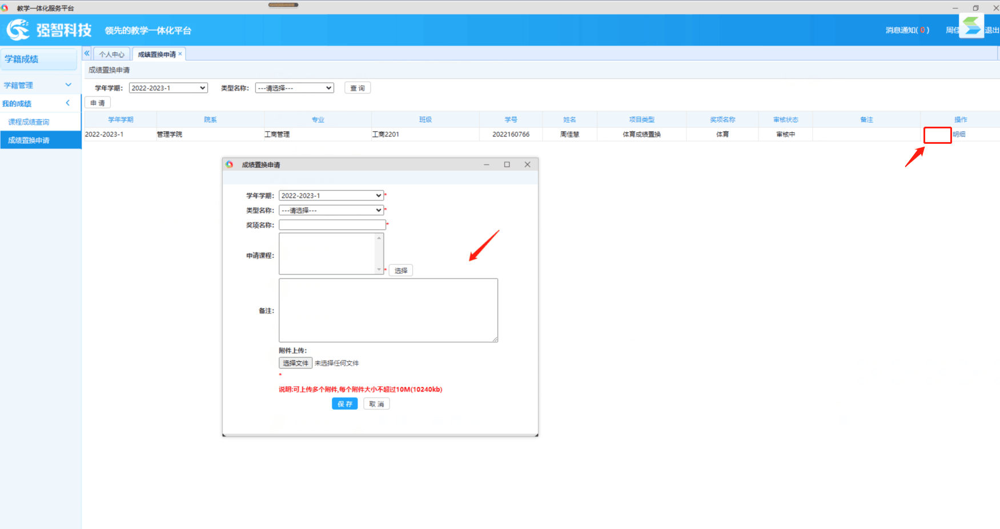 教学一体化服务平台
强智科技 领先的教学一体化平台 消息通知( 0 ) 周佳 退出
学籍成绩
个人中心 成绩置换申请
成绩置换申请
学籍管理
学年学期: 2022-2023-1 类型名称: ---请选择--- 查 询
我的成绩
申 请
课程成绩查询
成绩置换申请
学年学期 院系 专业 班级 学号 姓名 项目类型 奖项名称 审核状态 备注 操作
2022-2023-1 管理学院 工商管理 工商2201 2022160766 周佳慧 体育成绩置换 体育 审核中 明细
成绩置换申请
学年学期: 2022-2023-1 *
类型名称: ---请选择--- *
奖项名称: *
申请课程: * 选择
备注:
附件上传:
选择文件 未选择任何文件
*
说明:可上传多个附件,每个附件大小不超过10M(10240kb)
保 存 取 消